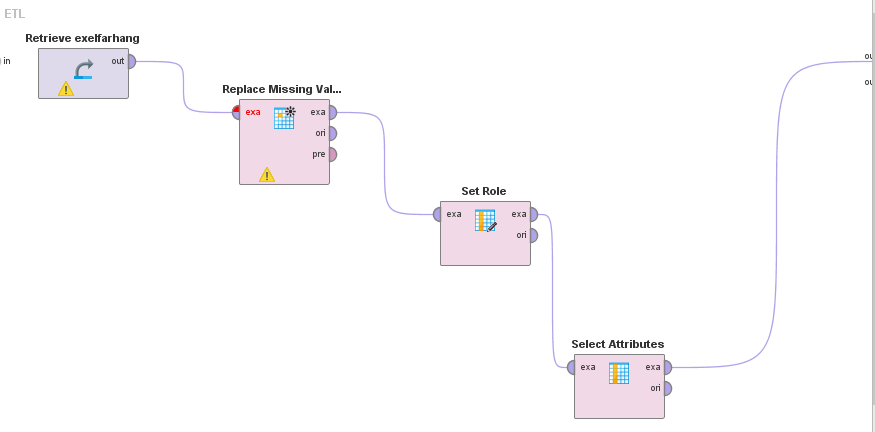 ETL
Retrieve exelfarhang
in
out
Replace Missing Val...
exa
exa
ori
pre
Set Role
exa
exa
ori
Select Attributes
exa
exa
ori